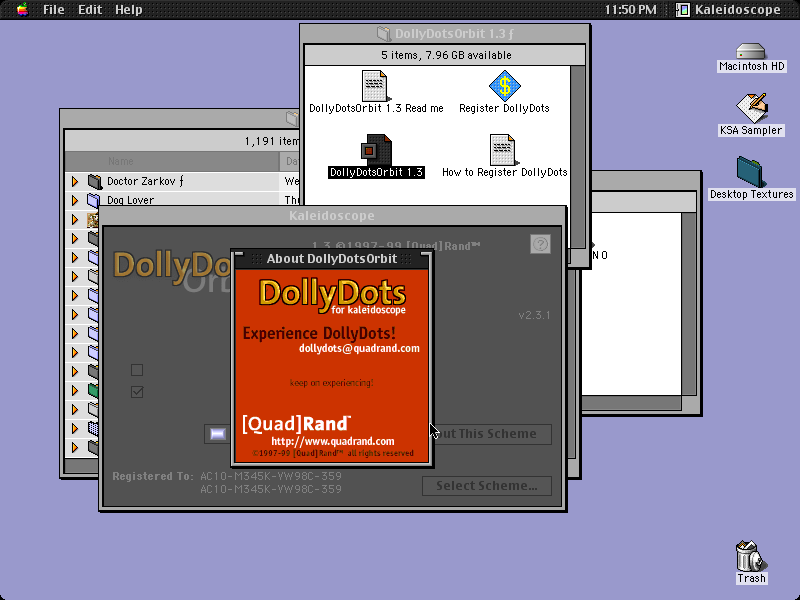 File Edit Help
11:50 PM
Kaleidoscope
DollyDotsOrbit 1.3 ƒ
5 items, 7.96 GB available
DollyDotsOrbit 1.3 Read me
Register DollyDots
DollyDotsOrbit 1.3
How to Register DollyDots
Macintosh HD
KSA Sampler
Desktop Textures
Trash
1,191 item
Name
Da
Doctor Zarkov ƒ
We
Dog Lover
Thu
NO
Kaleidoscope
1.3 ©1997-99 [Quad]Rand™
DollyDo
Orb
?
v2.3.1
ut This Scheme
Registered To: AC10-M345K-VW98C-359
AC10-M345K-VW98C-359
Select Scheme...
About DollyDotsOrbit
DollyDots
for kaleidoscope
Experience DollyDots!
dollydots@quadrand.com
keep on experiencing!
[Quad]Rand™
http://www.quadrand.com
©1997-99 [Quad]Rand™ all rights reserved